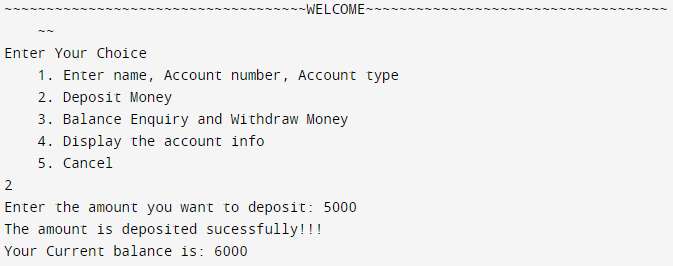 ~~~~~~~~~~~~~~~~~~~~~~~~~~~~~~~~~~~~WELCOME~~~~~~~~~~~~~~~~~~~~~~~~~~~~~~~~~~~~
~~
Enter Your Choice
1. Enter name, Account number, Account type
2. Deposit Money
3. Balance Enquiry and Withdraw Money
4. Display the account info
5. Cancel
2
Enter the amount you want to deposit: 5000
The amount is deposited sucessfully!!!
Your Current balance is: 6000